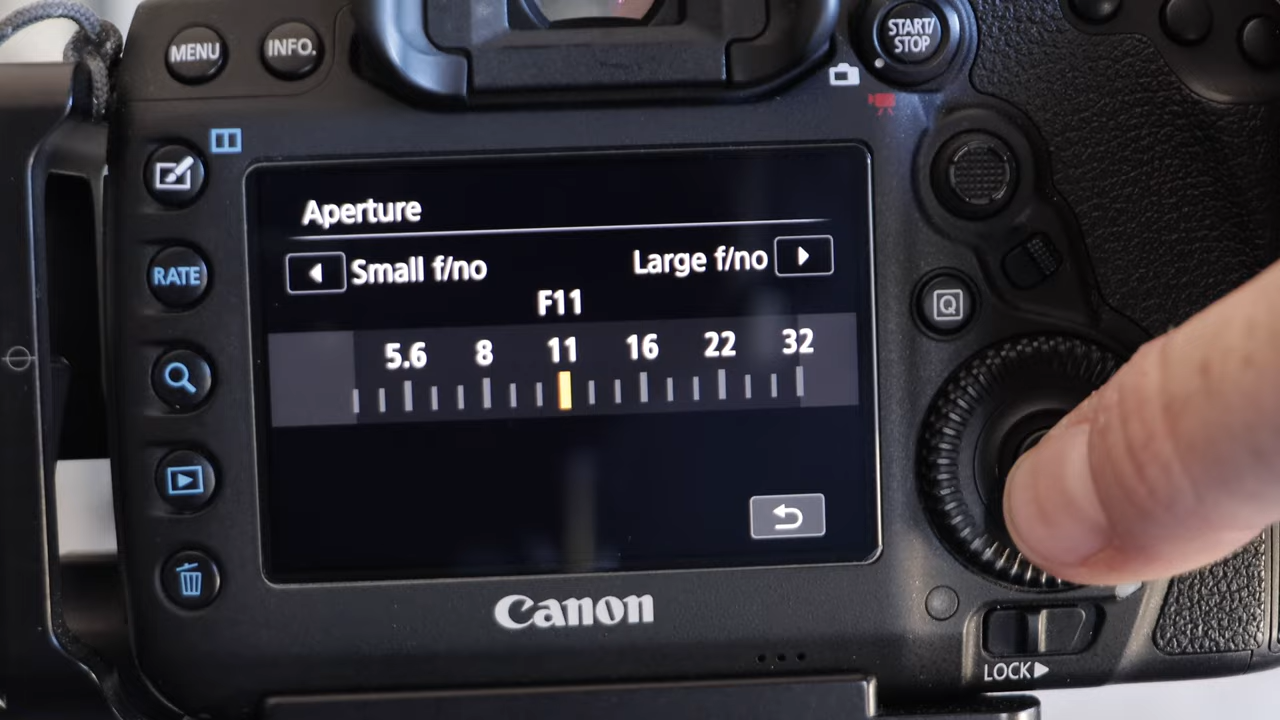 MENU INFO. START/
STOP
Aperture
RATE
Small f/no Large f/no
F11
5.6 8 11 16 22 32
Q
Canon
LOCK